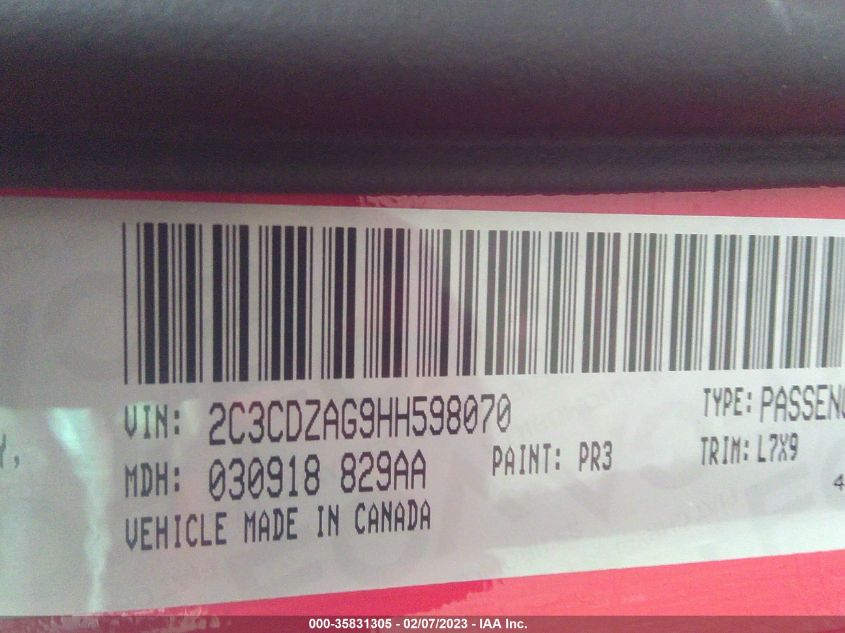 VIN: 2C3CDZAG9HH598070
TYPE: PASSENG
Y,
MDH: 030918 829AA
PAINT: PR3
TRIM: L7X9
4
VEHICLE MADE IN CANADA
000-35831305 - 02/07/2023 - IAA Inc.